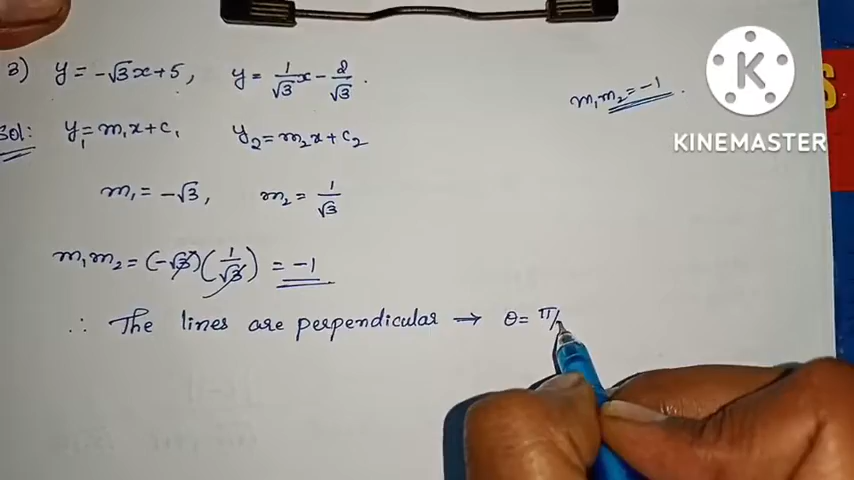 3) y = -√3x+5, y = 1/√3 x - 2/√3 .
m₁m₂ = -1 .
Sol: y₁ = m₁x + c₁ y₂ = m₂x + c₂
m₁ = -√3, m₂ = 1/√3
m₁m₂ = (-√3)(1/√3) = -1
∴ The lines are perpendicular → θ = π/
KINEMASTER